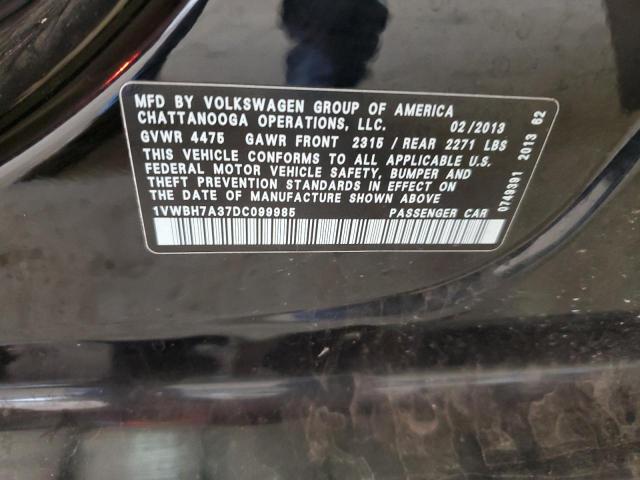 MFD BY VOLKSWAGEN GROUP OF AMERICA
CHATTANOOGA OPERATIONS, LLC. 02/2013
GVWR 4475 GAWR FRONT 2315 / REAR 2271 LBS
THIS VEHICLE CONFORMS TO ALL APPLICABLE U.S.
FEDERAL MOTOR VEHICLE SAFETY, BUMPER AND
THEFT PREVENTION STANDARDS IN EFFECT ON
THE DATE OF MANUFACTURE SHOWN ABOVE
1VWBH7A37DC099985 PASSENGER CAR
0749391 2013 62